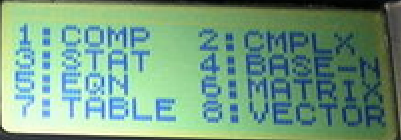 1:COMP 2:CMPLX
3:STAT 4:BASE-N
5:EQN 6:MATRIX
7:TABLE 8:VECTOR